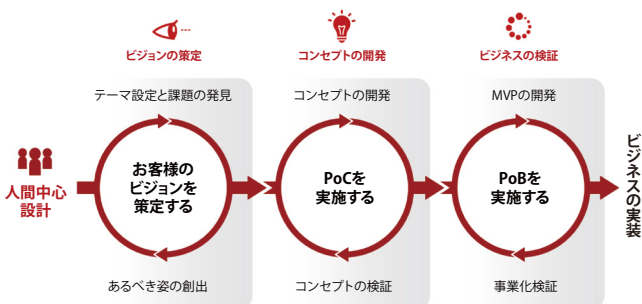 ビジョンの策定
コンセプトの開発
ビジネスの検証
テーマ設定と課題の発見
コンセプトの開発
MVPの開発
人間中心
設計
お客様の
ビジョンを
策定する
PoCを
実施する
PoBを
実施する
ビジネスの実装
あるべき姿の創出
コンセプトの検証
事業化検証